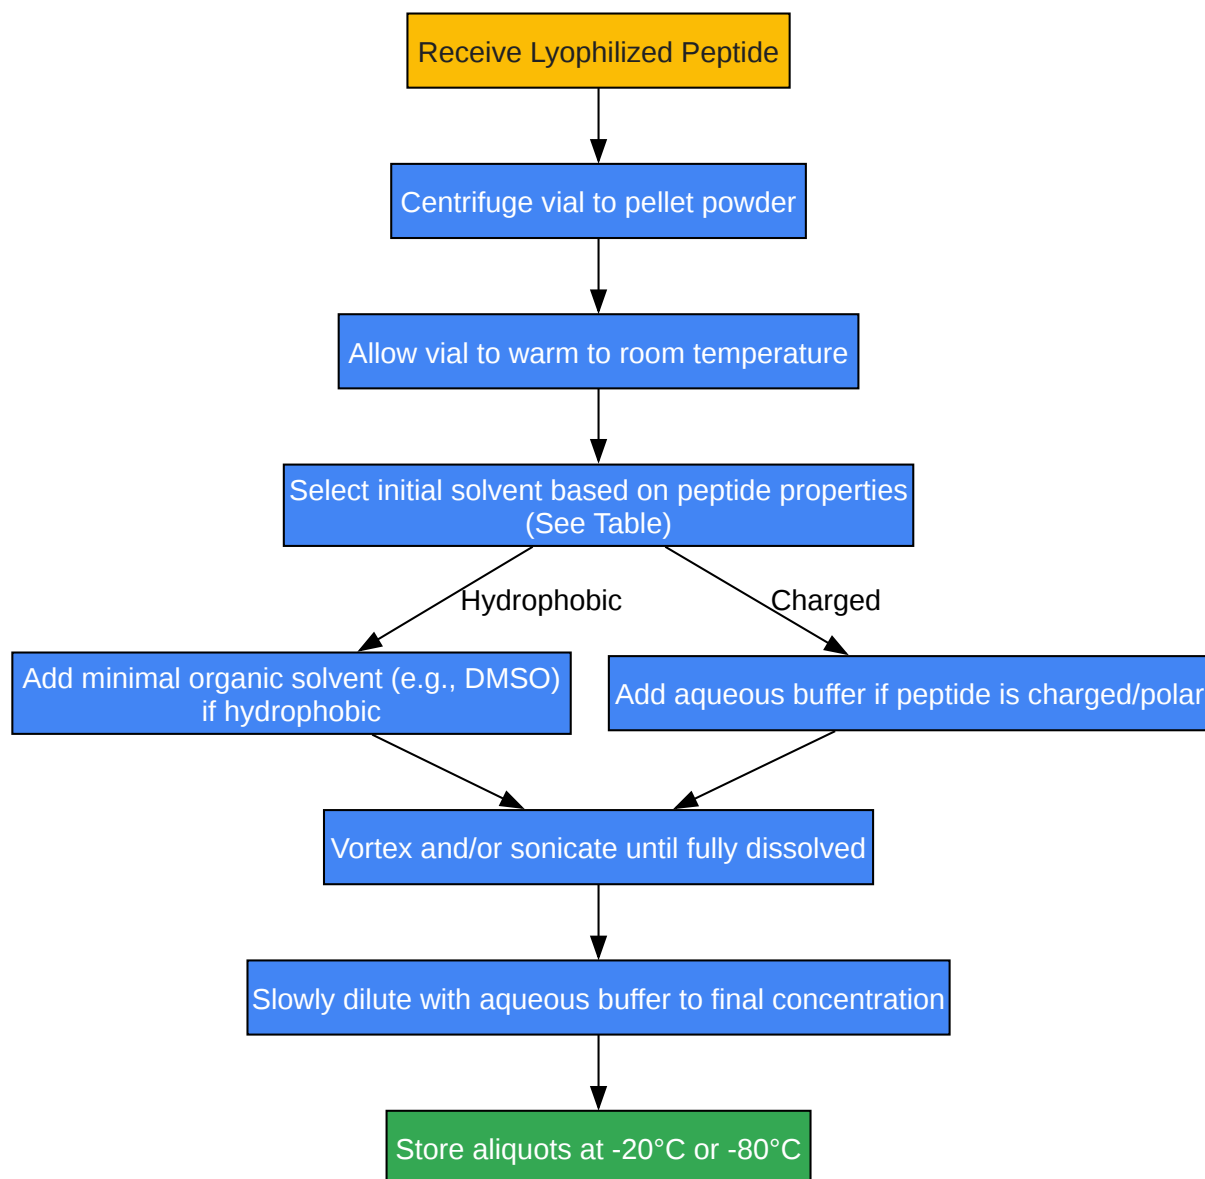 Receive Lyophilized Peptide
Centrifuge vial to pellet powder
Allow vial to warm to room temperature
Select initial solvent based on peptide properties
(See Table)
Hydrophobic
Charged
Add minimal organic solvent (e.g., DMSO)
if hydrophobic
Add aqueous buffer if peptide is charged/polar
Vortex and/or sonicate until fully dissolved
Slowly dilute with aqueous buffer to final concentration
Store aliquots at -20°C or -80°C